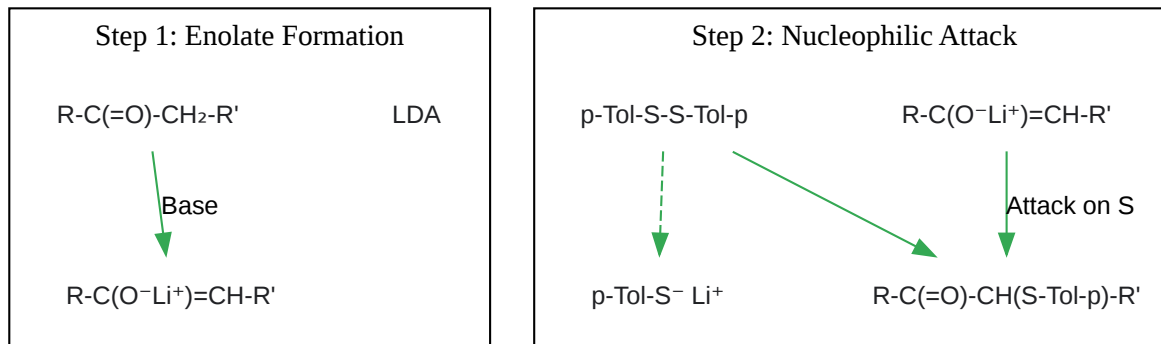 Step 1: Enolate Formation
R-C(=O)-CH₂-R'
LDA
Base
R-C(O⁻Li⁺)=CH-R'
Step 2: Nucleophilic Attack
p-Tol-S-S-Tol-p
R-C(O⁻Li⁺)=CH-R'
Attack on S
p-Tol-S⁻ Li⁺
R-C(=O)-CH(S-Tol-p)-R'